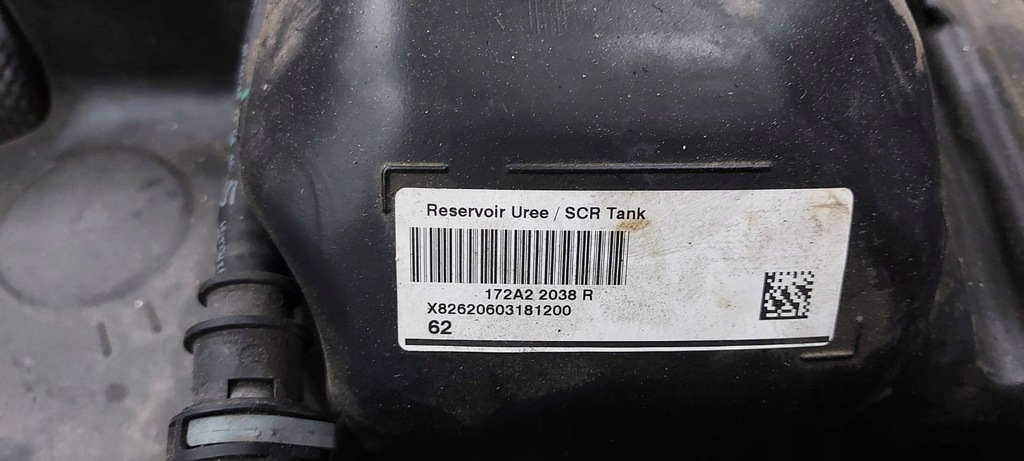 Reservoir Uree / SCR Tank
172A2 2038 R
X82620603181200
62